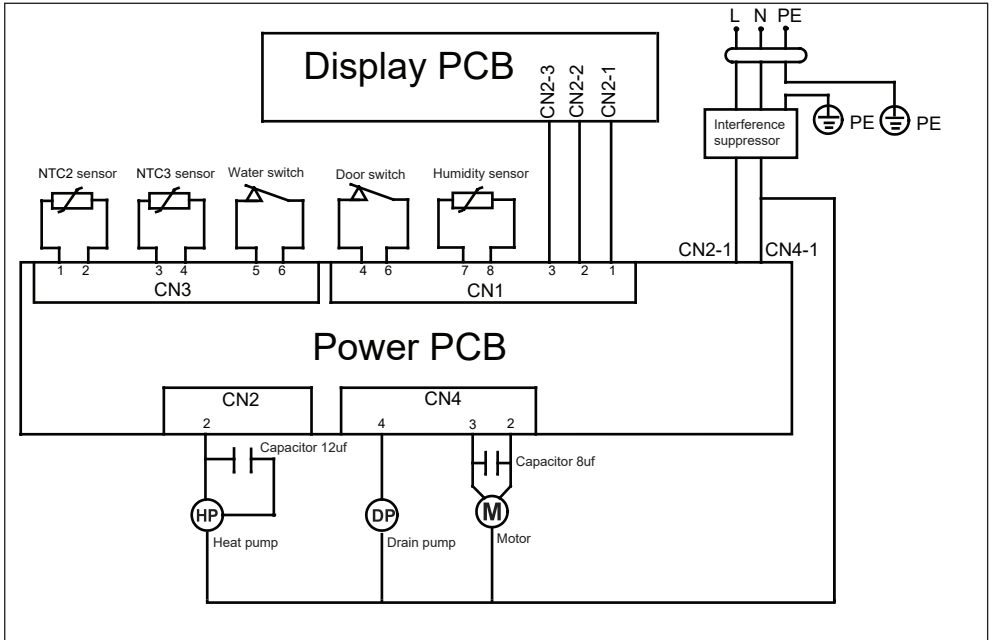 L N PE
Display PCB
CN2-3
CN2-2
CN2-1
Interference
suppressor
PE
PE
NTC2 sensor
NTC3 sensor
Water switch
Door switch
Humidity sensor
CN2-1
CN4-1
1 2 3 4 5 6 4 6 7 8 3 2 1
CN3
CN1
Power PCB
CN2
CN4
2
4
3
2
Capacitor 12uf
Capacitor 8uf
HP
DP
M
Heat pump
Drain pump
Motor